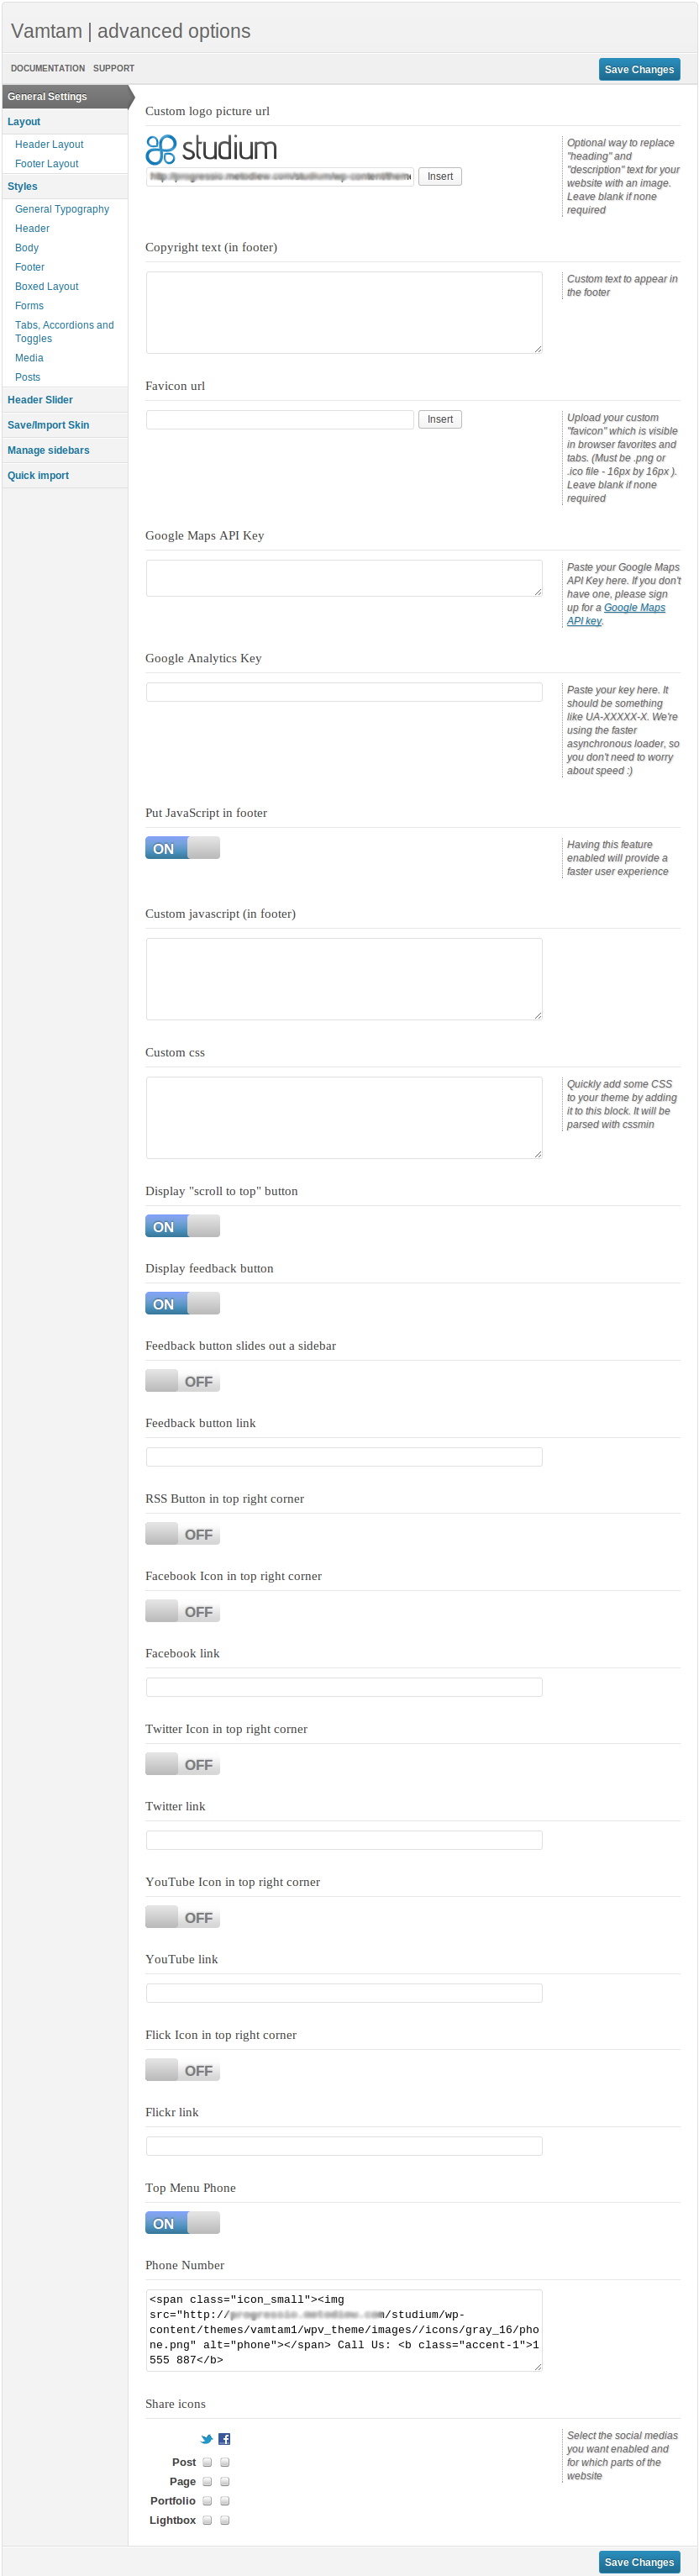 Vamtam | advanced options
DOCUMENTATION SUPPORT
Save Changes
General Settings
Layout
Header Layout
Footer Layout
Styles
General Typography
Header
Body
Footer
Boxed Layout
Forms
Tabs, Accordions and
Toggles
Media
Posts
Header Slider
Save/Import Skin
Manage sidebars
Quick import
Custom logo picture url
studium
Insert
Optional way to replace
"heading" and
"description" text for your
website with an image.
Leave blank if none
required
Copyright text (in footer)
Custom text to appear in
the footer
Favicon url
Insert
Upload your custom
"favicon" which is visible
in browser favorites and
tabs. (Must be .png or
.ico file - 16px by 16px ).
Leave blank if none
required
Google Maps API Key
Paste your Google Maps
API Key here. If you don't
have one, please sign
up for a Google Maps
API key.
Google Analytics Key
Paste your key here. It
should be something
like UA-XXXXX-X. We're
using the faster
asynchronous loader, so
you don't need to worry
about speed :)
Put JavaScript in footer
ON
Having this feature
enabled will provide a
faster user experience
Custom javascript (in footer)
Custom css
Quickly add some CSS
to your theme by adding
it to this block. It will be
parsed with cssmin
Display "scroll to top" button
ON
Display feedback button
ON
Feedback button slides out a sidebar
OFF
Feedback button link
RSS Button in top right corner
OFF
Facebook Icon in top right corner
OFF
Facebook link
Twitter Icon in top right corner
OFF
Twitter link
YouTube Icon in top right corner
OFF
YouTube link
Flick Icon in top right corner
OFF
Flickr link
Top Menu Phone
ON
Phone Number
<span class="icon_small"><img
src="http:// m/studium/wp-
content/themes/vamtam1/wpv_theme/images//icons/gray_16/pho
ne.png" alt="phone"></span> Call Us: <b class="accent-1">1
555 887</b>
Share icons
Select the social medias
you want enabled and
for which parts of the
website
Post
Page
Portfolio
Lightbox
Save Changes